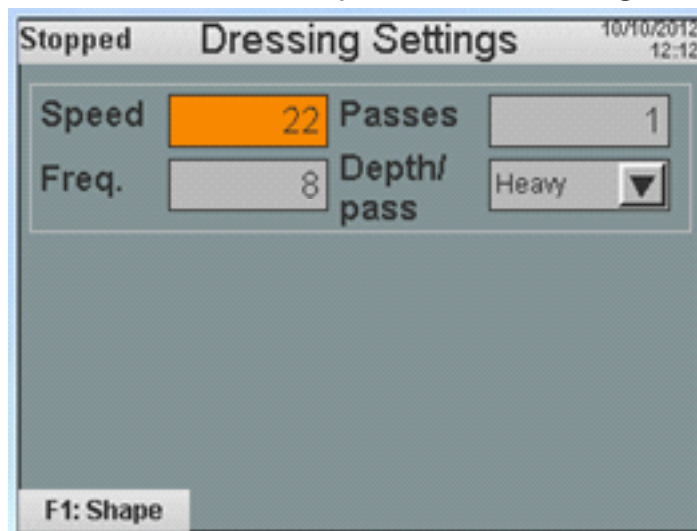 Stopped Dressing Settings 10/10/2012
12:12
Speed 22 Passes 1
Freq. 8 Depth/ Heavy
pass
F1: Shape